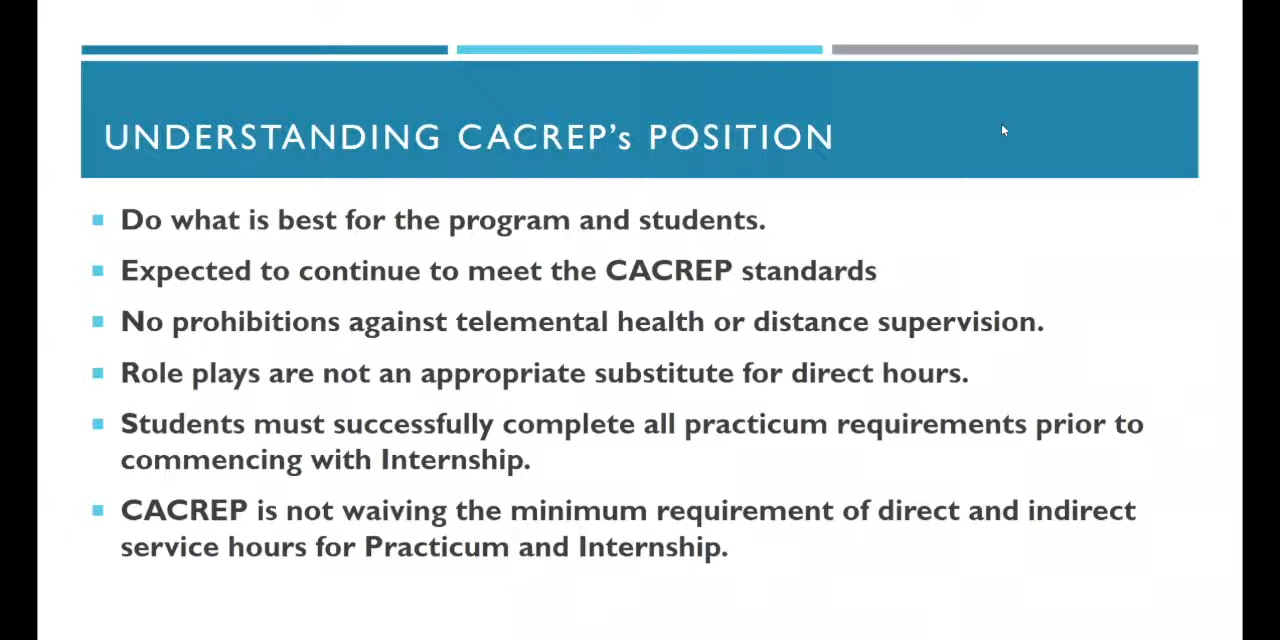 UNDERSTANDING CACREP's POSITION
Do what is best for the program and students.
Expected to continue to meet the CACREP standards
No prohibitions against telemental health or distance supervision.
Role plays are not an appropriate substitute for direct hours.
Students must successfully complete all practicum requirements prior to
commencing with Internship.
CACREP is not waiving the minimum requirement of direct and indirect
service hours for Practicum and Internship.